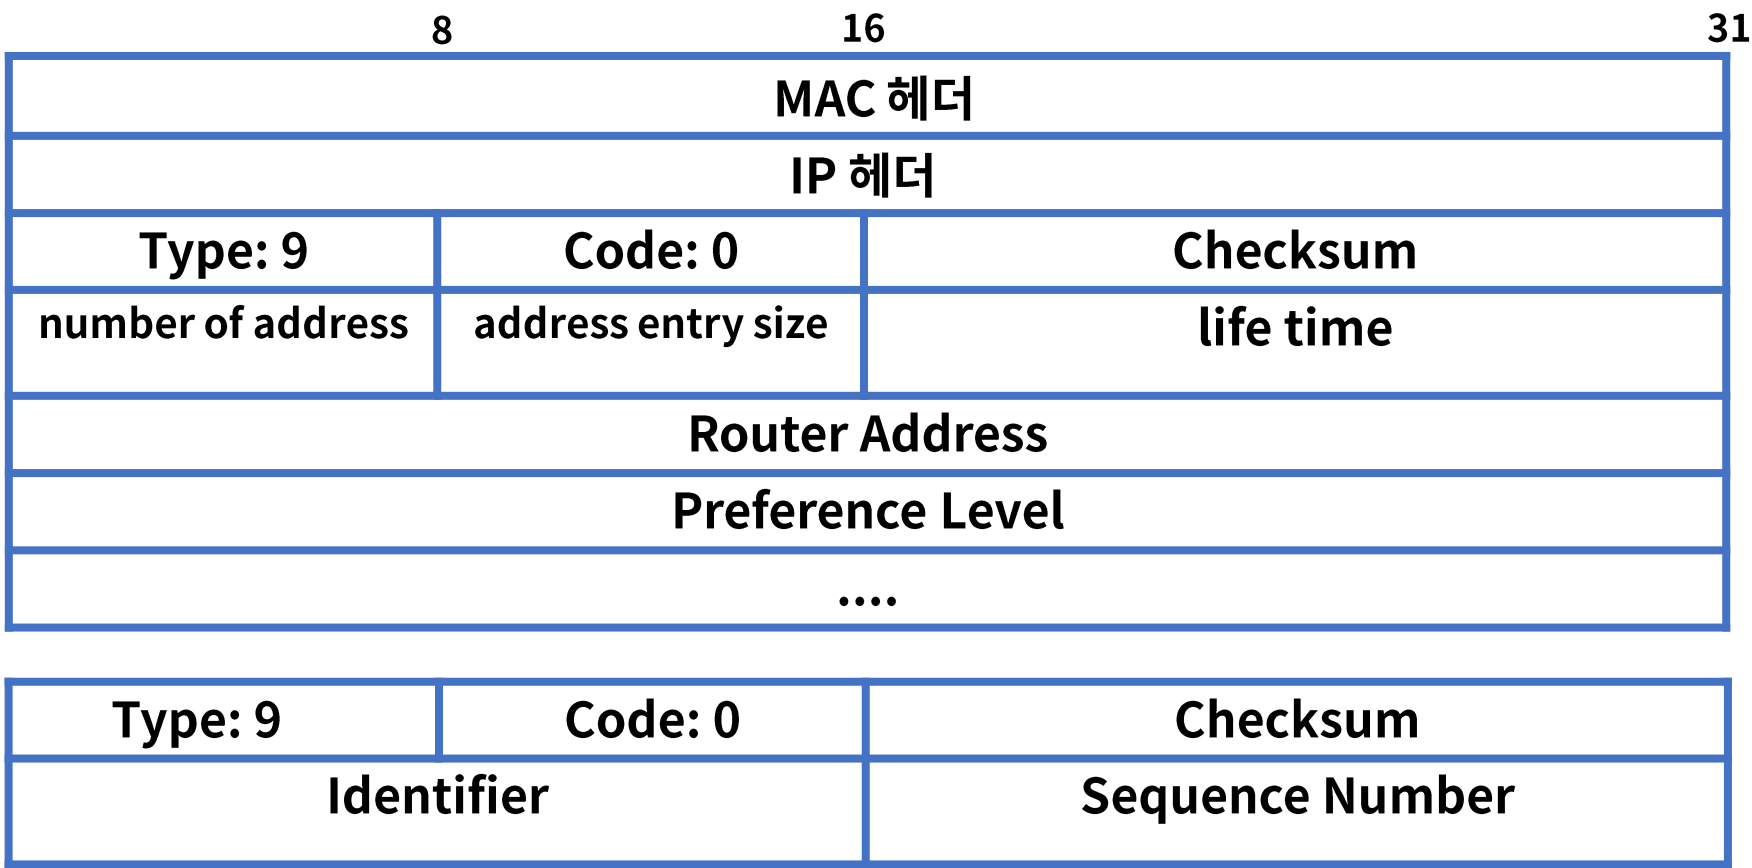 8 16 31
MAC 헤더
IP 헤더
Type: 9 Code: 0 Checksum
number of address address entry size life time
Router Address
Preference Level
....
Type: 9 Code: 0 Checksum
Identifier Sequence Number